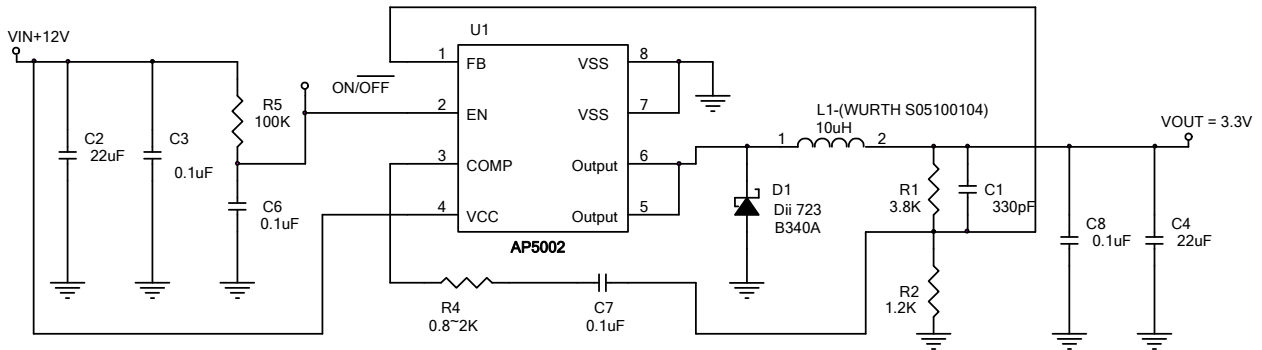 VIN+12V
U1
1
FB
VSS
8
ON/OFF
R5
100K
2
EN
VSS
7
L1-(WURTH S05100104)
10uH
1
2
VOUT = 3.3V
C2
22uF
C3
0.1uF
3
COMP
Output
6
C6
0.1uF
4
VCC
Output
5
AP5002
D1
Dii 723
B340A
R1
3.8K
C1
330pF
C8
0.1uF
C4
22uF
R4
0.8~2K
C7
0.1uF
R2
1.2K